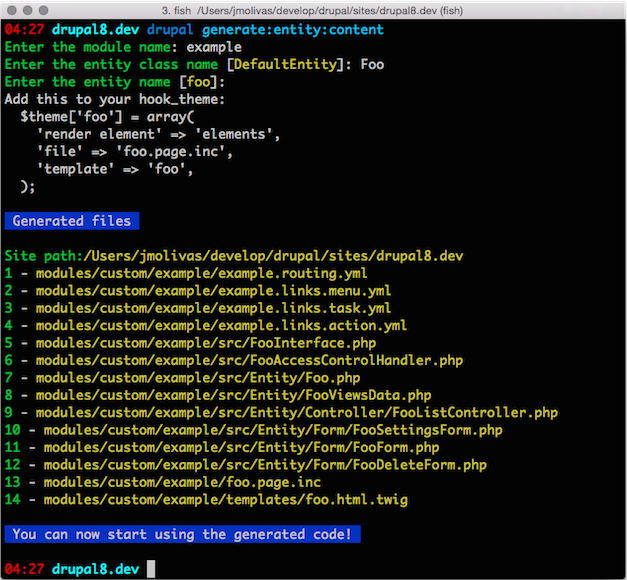 3. fish  /Users/jmolivas/develop/drupal/sites/drupal8.dev (fish)
04:27 drupal8.dev drupal generate:entity:content
Enter the module name: example
Enter the entity class name [DefaultEntity]: Foo
Enter the entity name [foo]:
Add this to your hook_theme:
  $theme['foo'] = array(
    'render element' => 'elements',
    'file' => 'foo.page.inc',
    'template' => 'foo',
  );
Generated files
Site path:/Users/jmolivas/develop/drupal/sites/drupal8.dev
1 - modules/custom/example/example.routing.yml
2 - modules/custom/example/example.links.menu.yml
3 - modules/custom/example/example.links.task.yml
4 - modules/custom/example/example.links.action.yml
5 - modules/custom/example/src/FooInterface.php
6 - modules/custom/example/src/FooAccessControlHandler.php
7 - modules/custom/example/src/Entity/Foo.php
8 - modules/custom/example/src/Entity/FooViewsData.php
9 - modules/custom/example/src/Entity/Controller/FooListController.php
10 - modules/custom/example/src/Entity/Form/FooSettingsForm.php
11 - modules/custom/example/src/Entity/Form/FooForm.php
12 - modules/custom/example/src/Entity/Form/FooDeleteForm.php
13 - modules/custom/example/foo.page.inc
14 - modules/custom/example/templates/foo.html.twig
You can now start using the generated code!
04:27 drupal8.dev